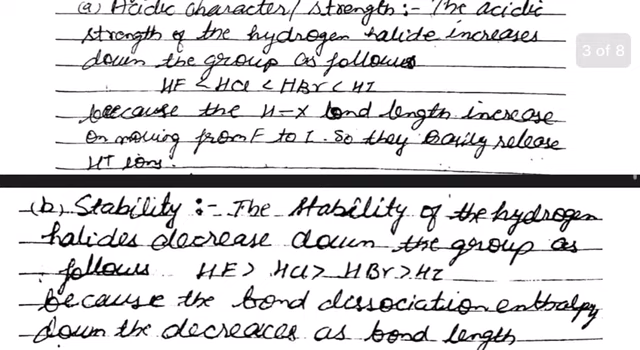 (a) Acidic character/ strength :- The acidic
strength of the hydrogen halide increases
down the group as follows
3 of 8
HF < HCl < HBr < HI
because the H-X bond length increase
on moving from F to I. So they Easily release
H+ ions.
(b) Stability :- The stability of the hydrogen
halides decrease down the group as
follows HF > HCl > HBr > HI
because the bond dissociation enthalpy
down the decreaces as bond length